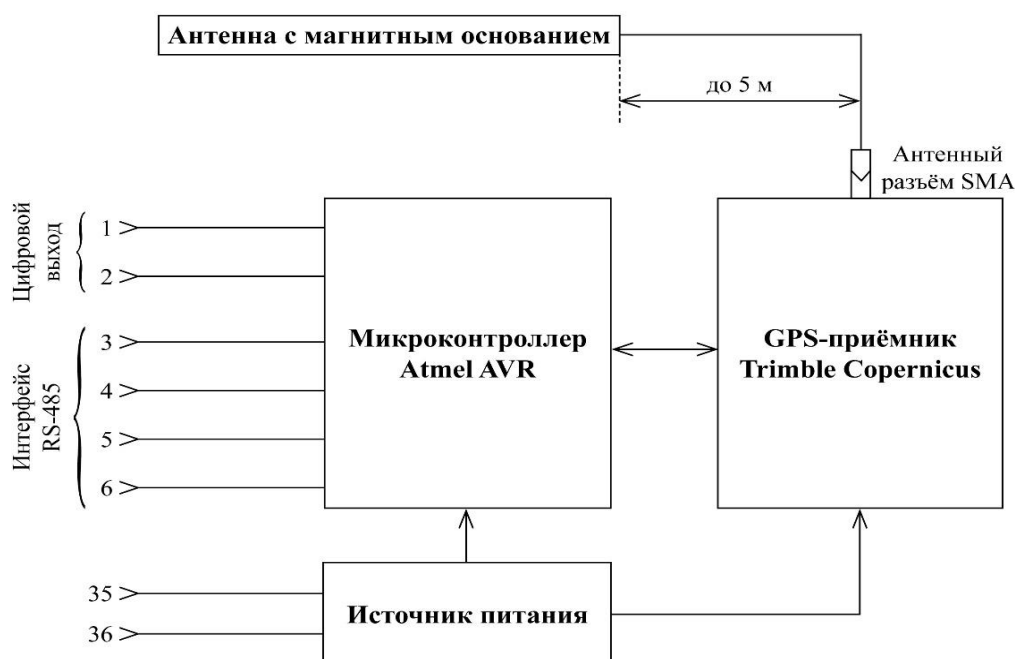 Антенна с магнитным основанием
до 5 м
Антенный
разъём SMA
Цифровой
выход
1
2
Интерфейс
RS-485
3
4
5
6
Микроконтроллер
Atmel AVR
GPS-приёмник
Trimble Copernicus
35
36
Источник питания